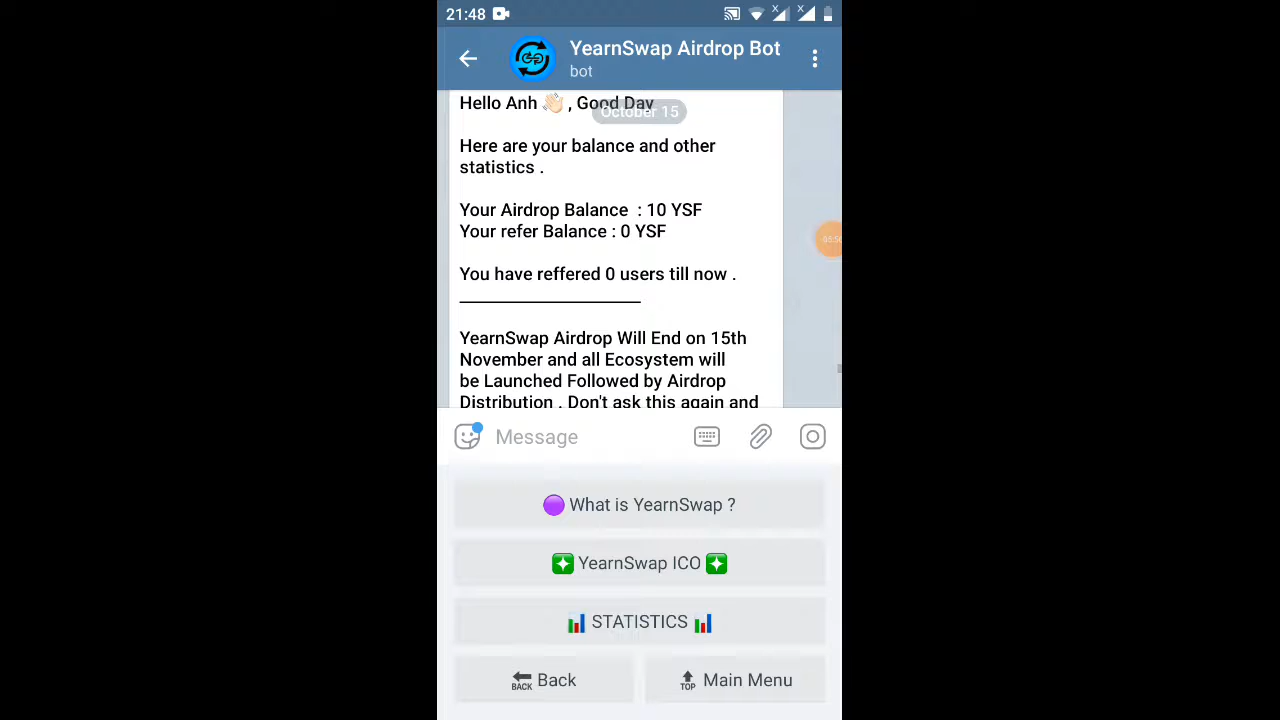 21:48
YearnSwap Airdrop Bot
bot
Hello Anh 👋🏻 , Good Day
October 15
Here are your balance and other
statistics .
Your Airdrop Balance : 10 YSF
Your refer Balance : 0 YSF
You have reffered 0 users till now .
____________________
YearnSwap Airdrop Will End on 15th
November and all Ecosystem will
be Launched Followed by Airdrop
Distribution . Don't ask this again and
Message
🟣 What is YearnSwap ?
❇️ YearnSwap ICO ❇️
📊 STATISTICS 📊
🔙 Back
🔝 Main Menu